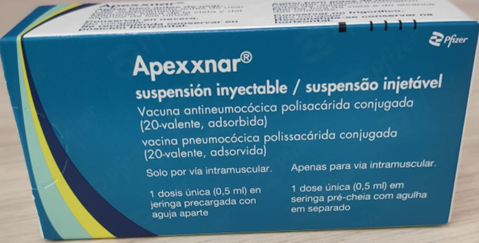 Apexxnar®
Pfizer
Apexxnar®
suspensión inyectable / suspensão injetável
Vacuna antineumocócica polisacárida conjugada
(20-valente, adsorbida)
vacina pneumocócica polissacárida conjugada
(20-valente, adsorvida)
Solo por vía intramuscular.
Apenas para via intramuscular.
1 dosis única (0,5 ml) en
jeringa precargada con
aguja aparte
1 dose única (0,5 ml) em
seringa pré-cheia com agulha
em separado